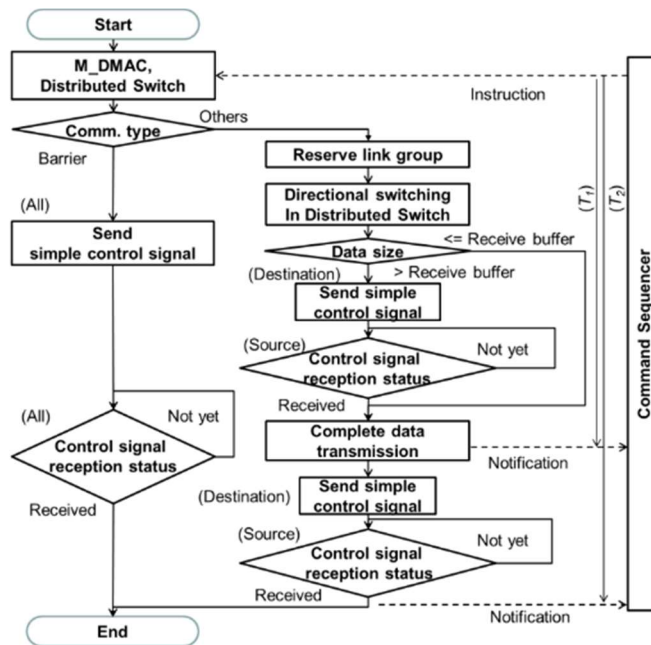 Start
M_DMAC,
Distributed Switch
Instruction
Comm. type
Others
Barrier
Reserve link group
Directional switching
In Distributed Switch
(All)
Send
simple control signal
Data size
<= Receive buffer
(Destination)
> Receive buffer
Send simple
control signal
(Source)
Control signal
reception status
Not yet
Received
(All)
Not yet
Control signal
reception status
Received
Complete data
transmission
Notification
(Destination)
Send simple
control signal
(Source)
Control signal
reception status
Not yet
Received
Notification
End
(T1)
(T2)
Command Sequencer